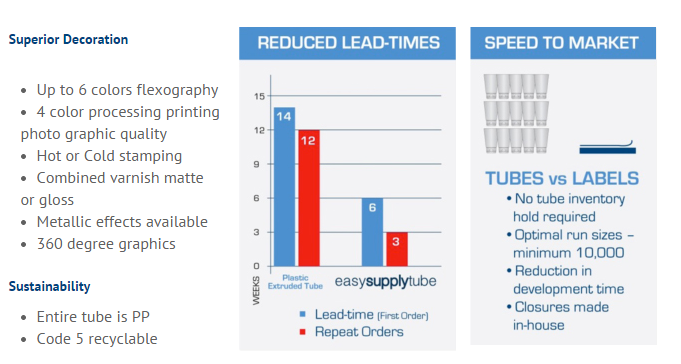 Superior Decoration
• Up to 6 colors flexography
• 4 color processing printing
photo graphic quality
• Hot or Cold stamping
• Combined varnish matte
or gloss
• Metallic effects available
• 360 degree graphics
Sustainability
• Entire tube is PP
• Code 5 recyclable
REDUCED LEAD-TIMES
15
12
9
6
3
0
WEEKS
14
12
6
3
Plastic
Extruded Tube
easysupplytube
Lead-time (First Order)
Repeat Orders
SPEED TO MARKET
TUBES vs LABELS
• No tube inventory
hold required
• Optimal run sizes –
minimum 10,000
• Reduction in
development time
• Closures made
in-house